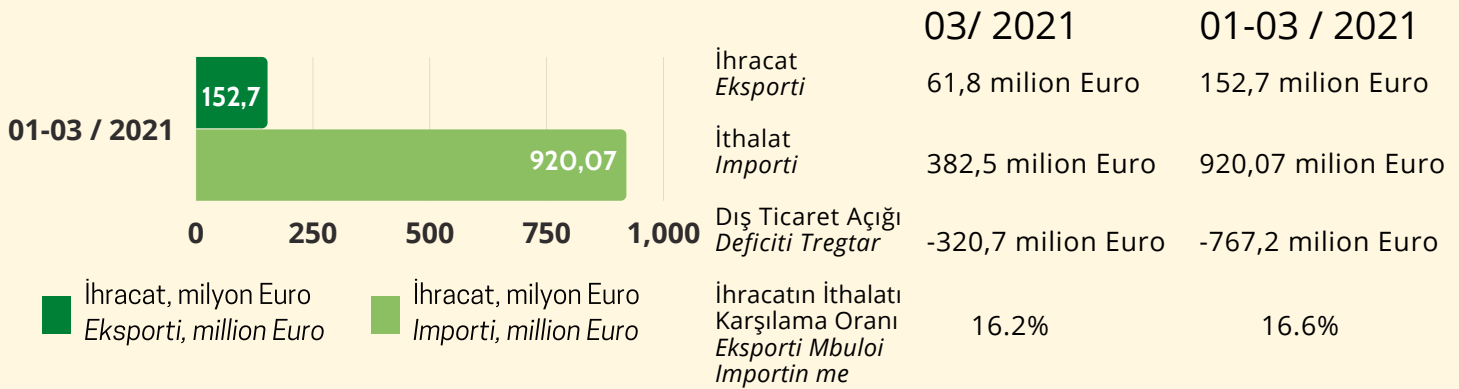 152,7
01-03 / 2021
920,07
0 250 500 750 1,000
İhracat, milyon Euro
Eksporti, million Euro
İhracat, milyon Euro
Importi, million Euro
03/ 2021 01-03 / 2021
İhracat
Eksporti
61,8 milion Euro 152,7 milion Euro
İthalat
Importi
382,5 milion Euro 920,07 milion Euro
Dış Ticaret Açığı
Deficiti Tregtar
-320,7 milion Euro -767,2 milion Euro
İhracatın İthalatı
Karşılama Oranı
Eksporti Mbuloi
Importin me
16.2% 16.6%